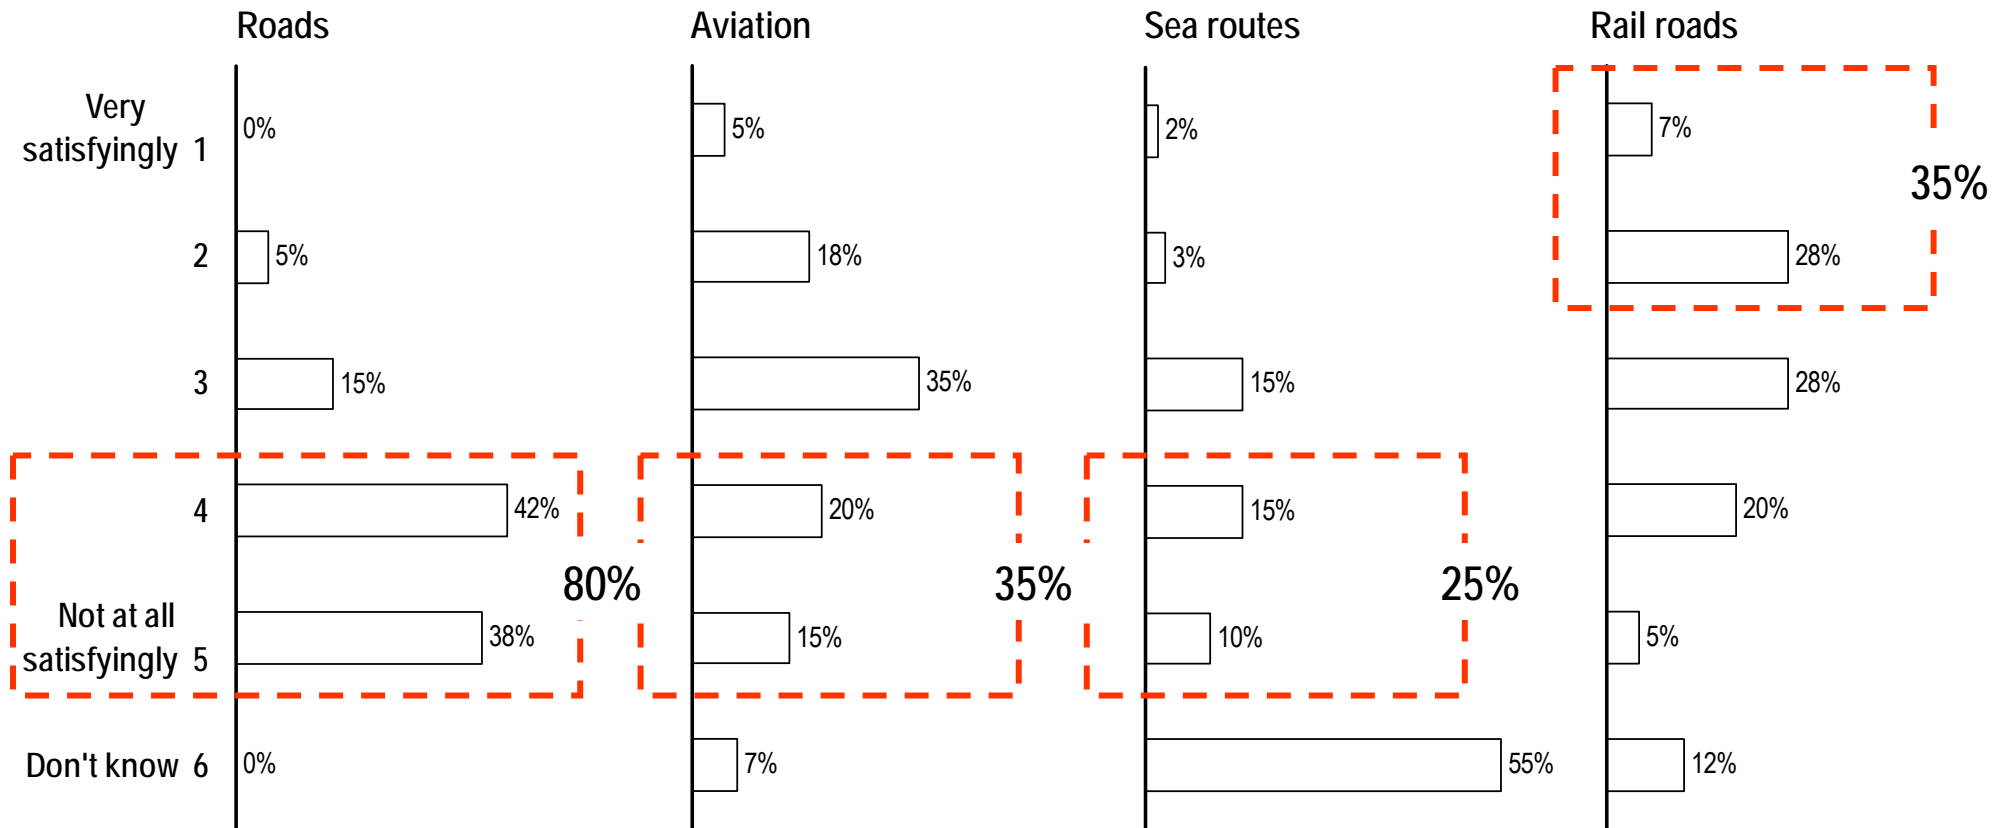 Roads Aviation Sea routes Rail roads
Very
satisfyingly 1 0% 5% 2% 7%
35%
2 5% 18% 3% 28%
3 15% 35% 15% 28%
4 42% 20% 15% 20%
80% 35% 25%
Not at all
satisfyingly 5 38% 15% 10% 5%
Don't know 6 0% 7% 55% 12%